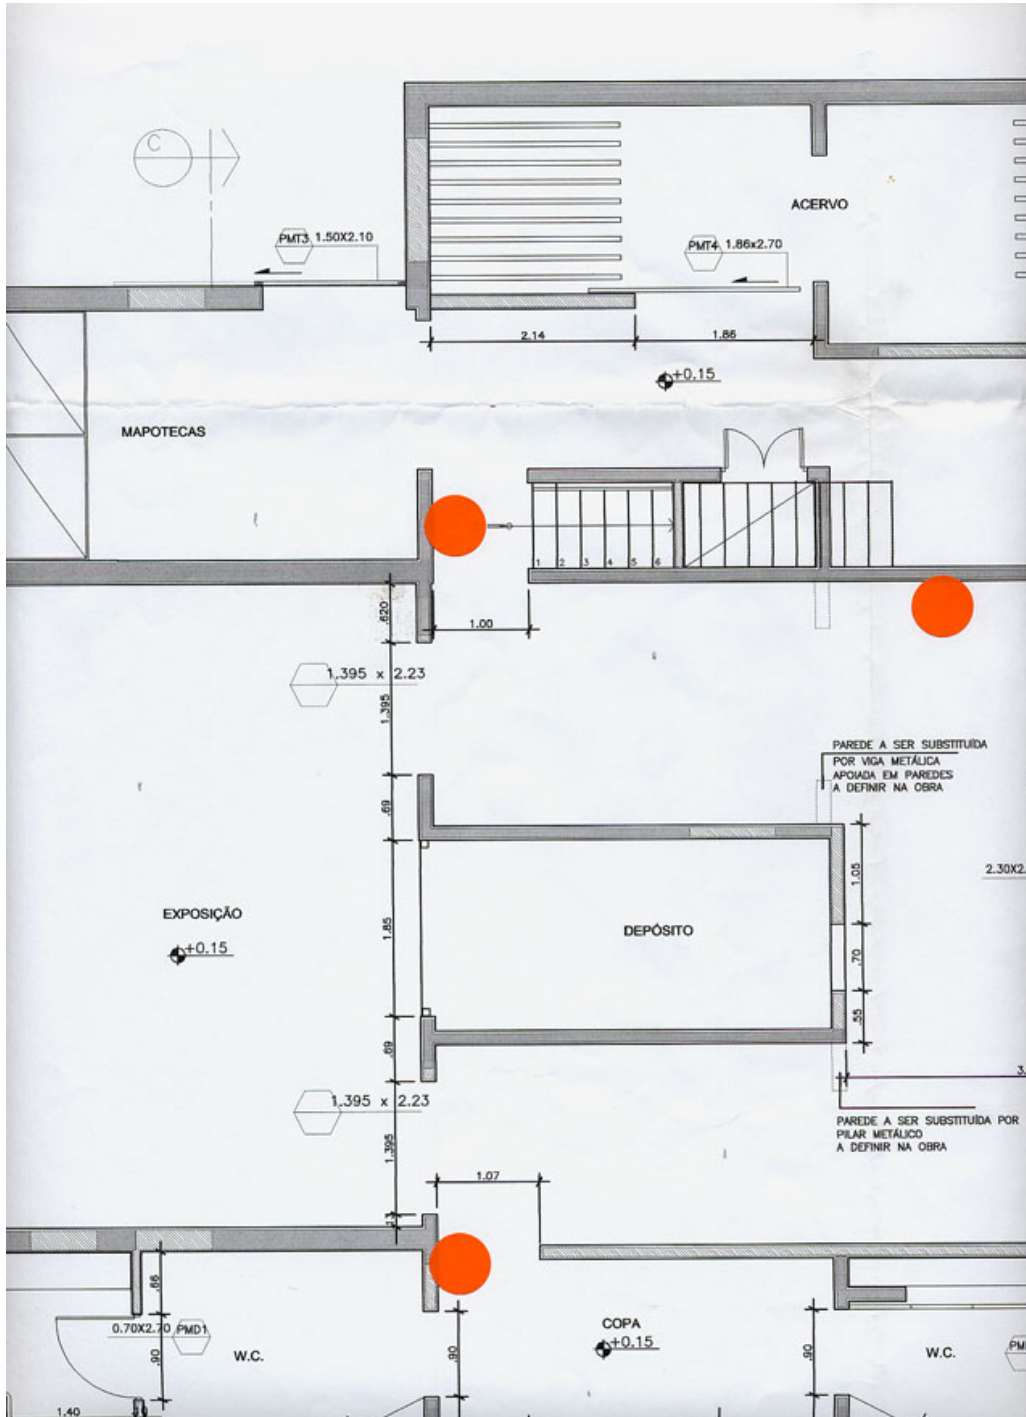 C
ACERVO
PMT3 1.50X2.10
PMT4 1.86x2.70
2.14
1.86
+0.15
MAPOTECAS
1 2 3 4 5 6
.620
1.00
1.395 x 2.23
1.395
PAREDE A SER SUBSTITUÍDA
POR VIGA METÁLICA
APOIADA EM PAREDES
A DEFINIR NA OBRA
.69
1.05
2.30X2.
EXPOSIÇÃO
+0.15
1.85
DEPÓSITO
.70
.55
.69
3.
1.395 x 2.23
PAREDE A SER SUBSTITUÍDA POR
PILAR METÁLICO
A DEFINIR NA OBRA
1.395
1.07
.13
.66
0.70X2.70 PMD1
COPA
+0.15
W.C.
.90
.90
.90
W.C.
1.40
.10